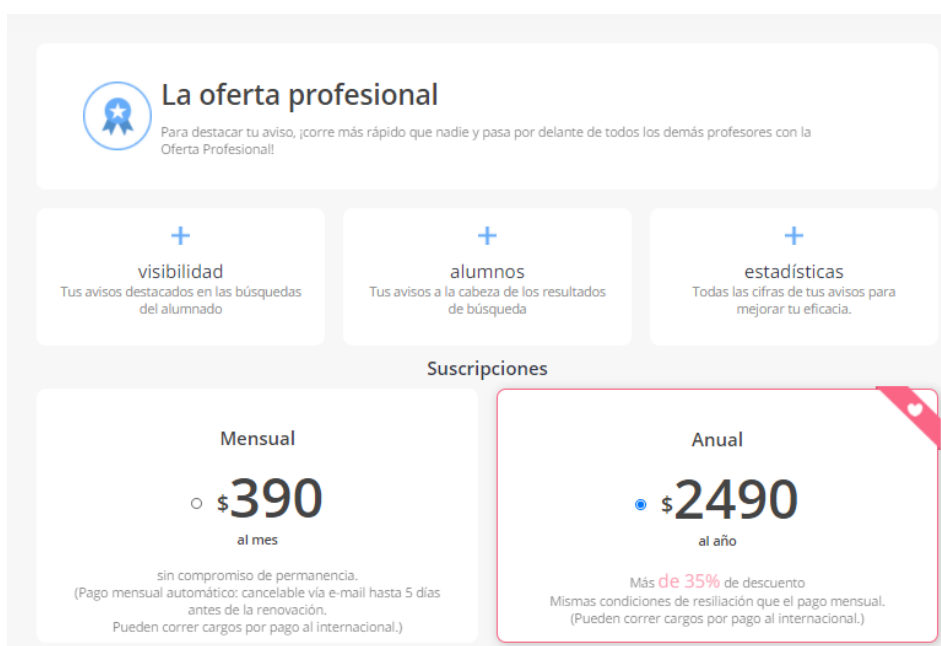 La oferta profesional
Para destacar tu aviso, ¡corre más rápido que nadie y pasa por delante de todos los demás profesores con la
Oferta Profesional!
+
visibilidad
Tus avisos destacados en las búsquedas
del alumnado
+
alumnos
Tus avisos a la cabeza de los resultados
de búsqueda
+
estadísticas
Todas las cifras de tus avisos para
mejorar tu eficacia.
Suscripciones
Mensual
$390
al mes
sin compromiso de permanencia.
(Pago mensual automático: cancelable vía e-mail hasta 5 días
antes de la renovación.
Pueden correr cargos por pago al internacional.)
Anual
$2490
al año
Más de 35% de descuento
Mismas condiciones de resiliación que el pago mensual.
(Pueden correr cargos por pago al internacional.)